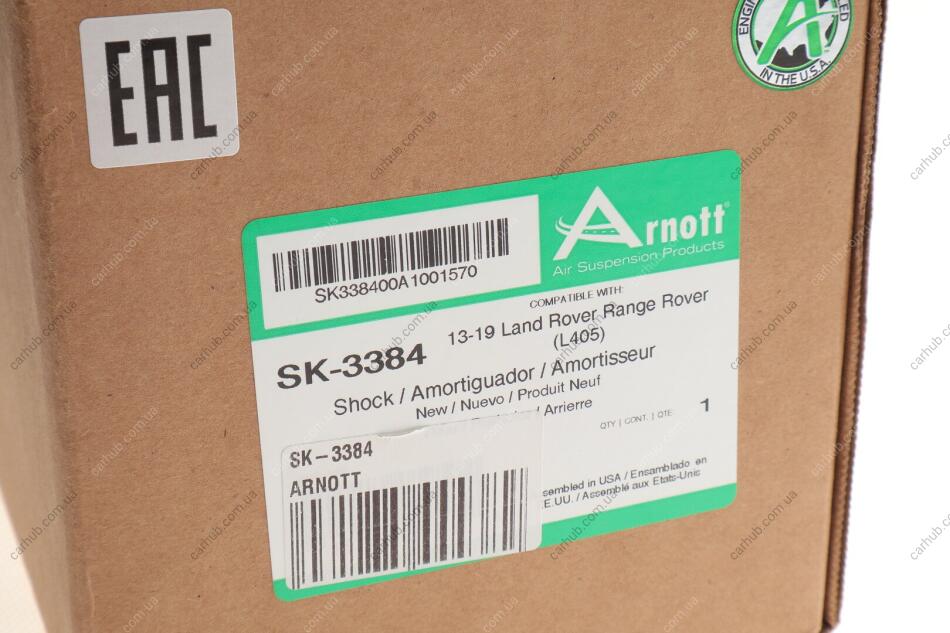 EAC
IN THE U.S.A.
SK338400A1001570
Arnott®
Air Suspension Products
COMPATIBLE WITH:
13-19 Land Rover Range Rover
(L405)
SK-3384
Shock / Amortiguador / Amortisseur
New / Nuevo / Produit Neuf
/ Arrierre
QTY | CONT. | QTE 1
SK-3384
ARNOTT
sembled in USA / Ensamblado en
E.UU. / Assemblé aux Etats-Unis
carhub.com.ua